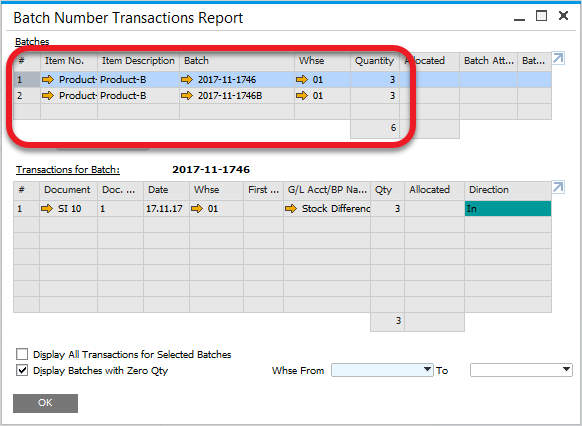 Batch Number Transactions Report
Batches
# Item No. Item Description Batch Whse Quantity Allocated Batch Att... Bat...
1 Product- Product-B 2017-11-1746 01 3
2 Product- Product-B 2017-11-1746B 01 3
6
Transactions for Batch: 2017-11-1746
# Document Doc. ... Date Whse First ... G/L Acct/BP Na... Qty Allocated Direction
1 SI 10 1 17.11.17 01 Stock Differenc 3 In
3
Display All Transactions for Selected Batches
Display Batches with Zero Qty Whse From To
OK